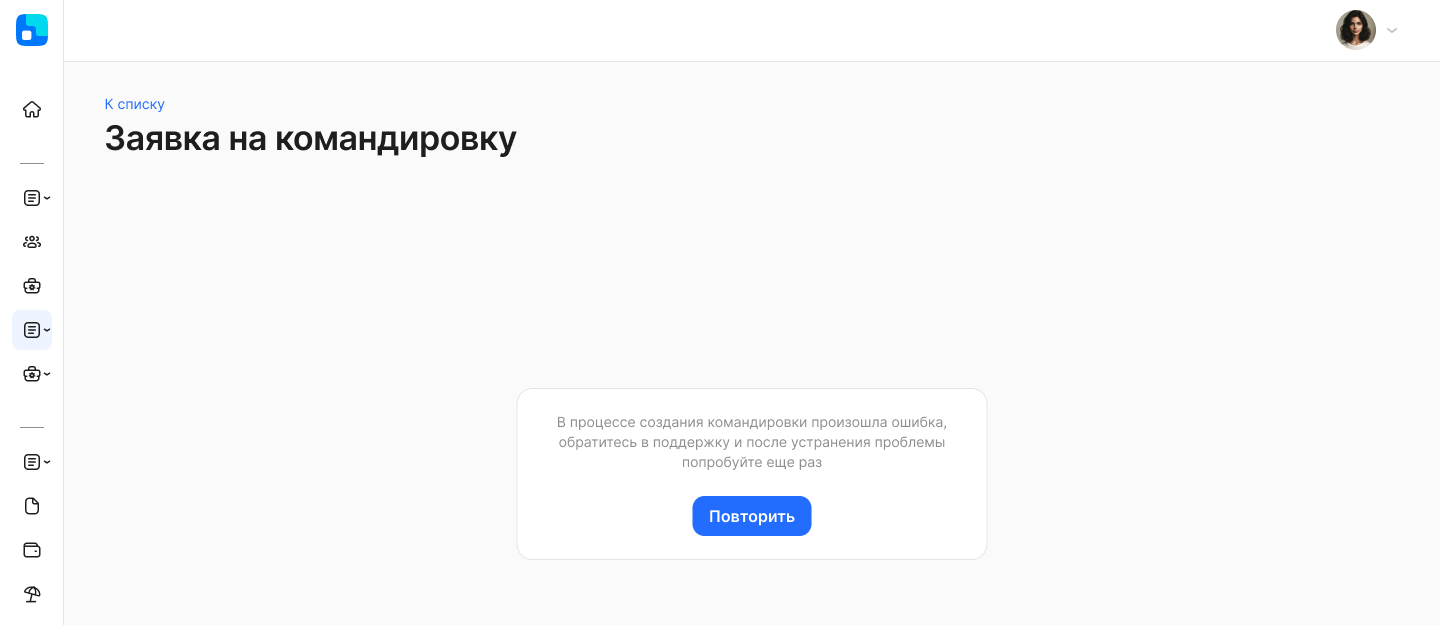 К списку
Заявка на командировку
В процессе создания командировки произошла ошибка,
обратитесь в поддержку и после устранения проблемы
попробуйте еще раз
Повторить